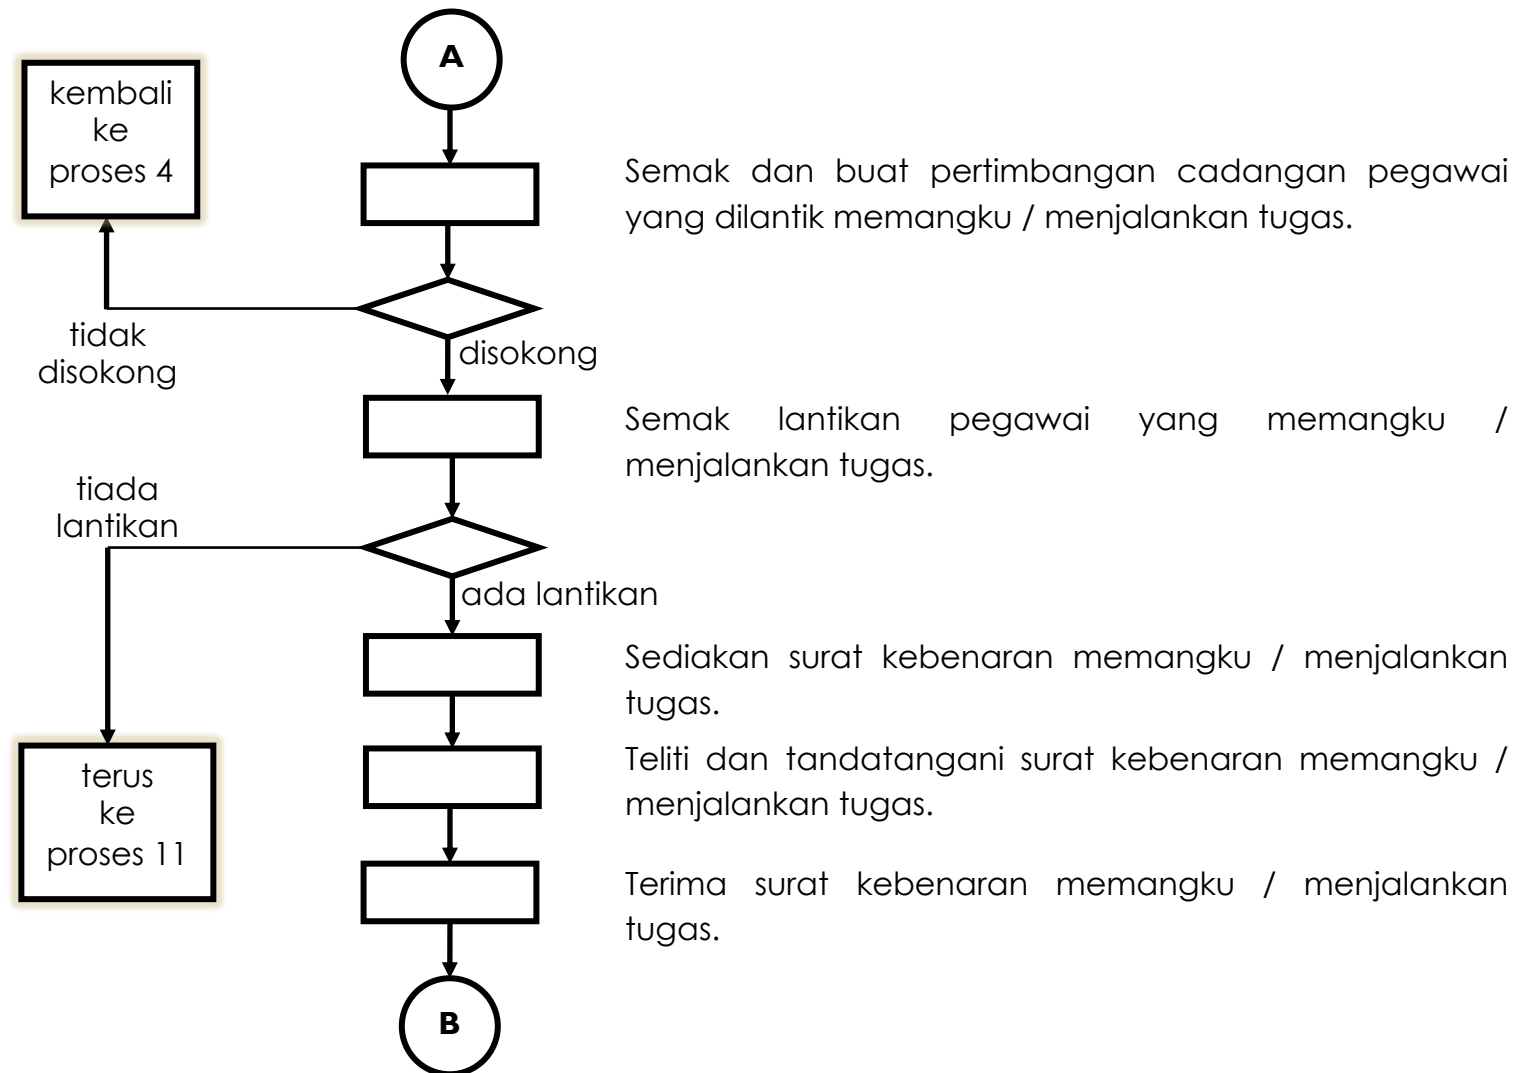 A
kembali
ke
proses 4
Semak dan buat pertimbangan cadangan pegawai
yang dilantik memangku / menjalankan tugas.
tidak
disokong
disokong
Semak lantikan pegawai yang memangku /
menjalankan tugas.
tiada
lantikan
ada lantikan
Sediakan surat kebenaran memangku / menjalankan
tugas.
terus
ke
proses 11
Teliti dan tandatangani surat kebenaran memangku /
menjalankan tugas.
Terima surat kebenaran memangku / menjalankan
tugas.
B